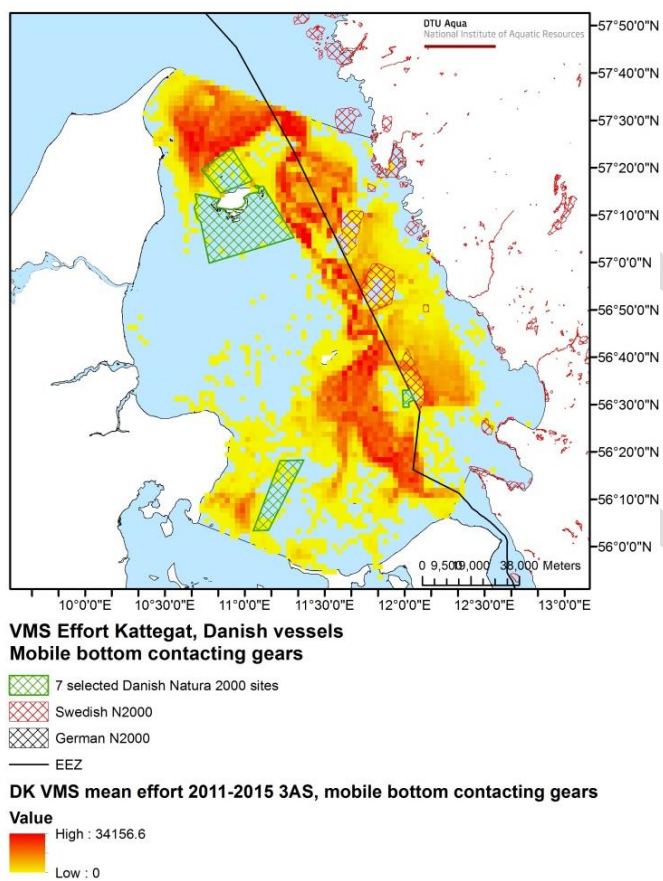 DTU Aqua
National Institute of Aquatic Resources
57°50'0"N
57°40'0"N
57°30'0"N
57°20'0"N
57°10'0"N
57°0'0"N
56°50'0"N
56°40'0"N
56°30'0"N
56°20'0"N
56°10'0"N
56°0'0"N
0 9,50019,000 38,000 Meters
10°0'0"E 10°30'0"E 11°0'0"E 11°30'0"E 12°0'0"E 12°30'0"E 13°0'0"E
VMS Effort Kattegat, Danish vessels
Mobile bottom contacting gears
7 selected Danish Natura 2000 sites
Swedish N2000
German N2000
EEZ
DK VMS mean effort 2011-2015 3AS, mobile bottom contacting gears
Value
High : 34156.6
Low : 0